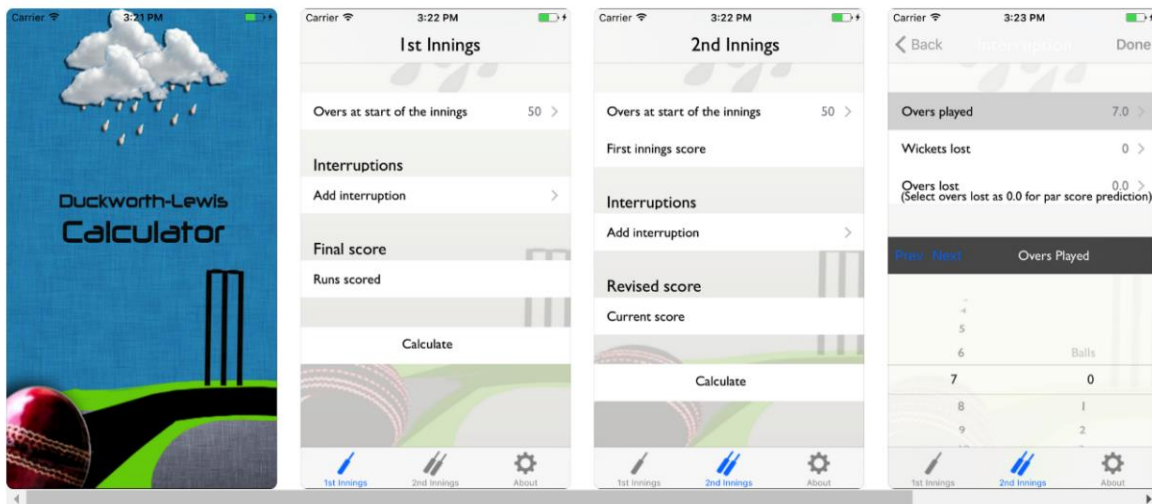 Carrier 3:21 PM
Duckworth-Lewis
Calculator
Carrier 3:22 PM
1st Innings
Overs at start of the innings 50
Interruptions
Add interruption
Final score
Runs scored
Calculate
1st Innings 2nd Innings About
Carrier 3:22 PM
2nd Innings
Overs at start of the innings 50
First innings score
Interruptions
Add interruption
Revised score
Current score
Calculate
1st Innings 2nd Innings About
Carrier 3:23 PM
Back Interruption Done
Overs played 7.0
Wickets lost 0
Overs lost 0.0
(Select overs lost as 0.0 for par score prediction)
Prev Next Overs Played
4
5
6 Balls
7 0
8 1
9 2
1st Innings 2nd Innings About